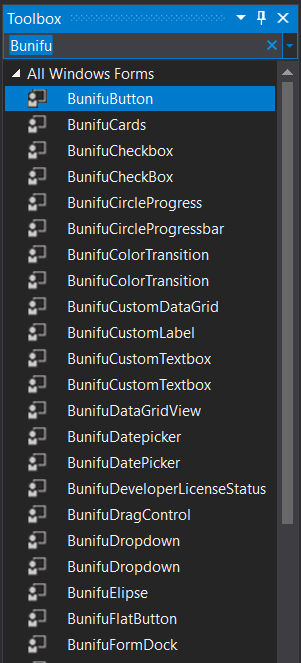 Toolbox
Bunifu
All Windows Forms
BunifuButton
BunifuCards
BunifuCheckbox
BunifuCheckBox
BunifuCircleProgress
BunifuCircleProgressbar
BunifuColorTransition
BunifuColorTransition
BunifuCustomDataGrid
BunifuCustomLabel
BunifuCustomTextbox
BunifuCustomTextbox
BunifuDataGridView
BunifuDatepicker
BunifuDatePicker
BunifuDeveloperLicenseStatus
BunifuDragControl
BunifuDropdown
BunifuDropdown
BunifuElipse
BunifuFlatButton
BunifuFormDock